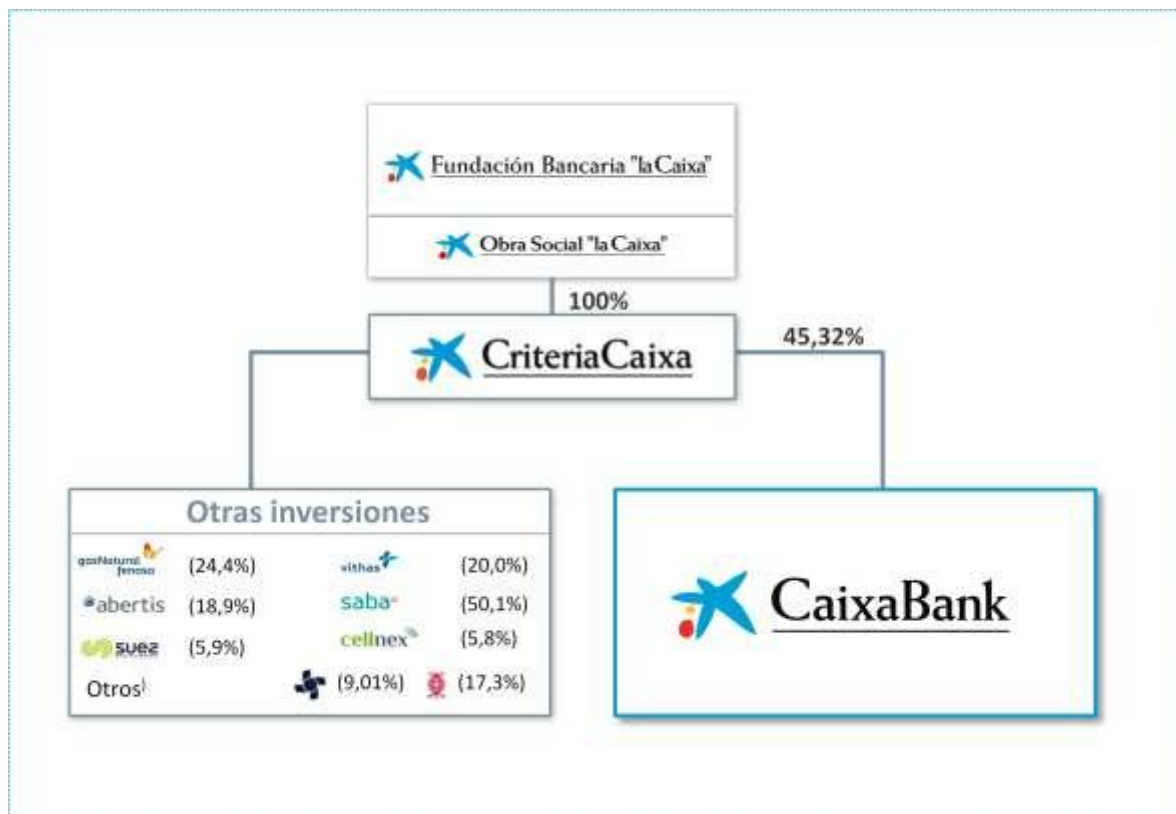 Fundación Bancaria "la Caixa"
Obra Social "la Caixa"
100%
CriteriaCaixa
45,32%
Otras inversiones
gasNatural fenosa (24,4%) vithas (20,0%)
abertis (18,9%) saba (50,1%)
suez (5,9%) cellnex (5,8%)
Otros) (9,01%) (17,3%)
CaixaBank